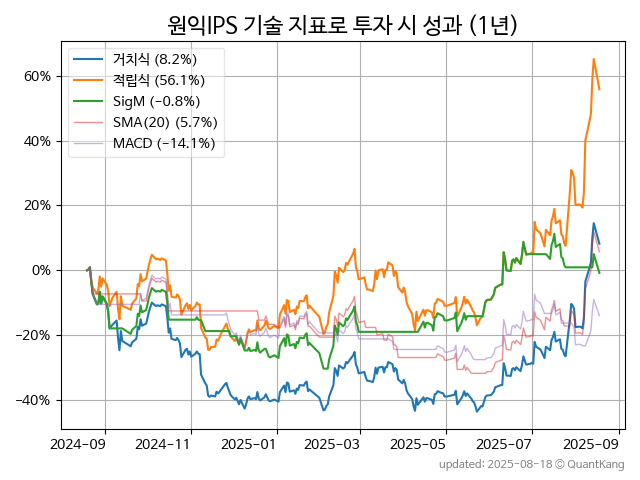 원익IPS 기술 지표로 투자 시 성과 (1년)
거치식 (8.2%)
적립식 (56.1%)
SigM (−0.8%)
SMA(20) (5.7%)
MACD (−14.1%)
60%
40%
20%
0%
−20%
−40%
2024-09 2024-11 2025-01 2025-03 2025-05 2025-07 2025-09
updated: 2025-08-18 © QuantKang